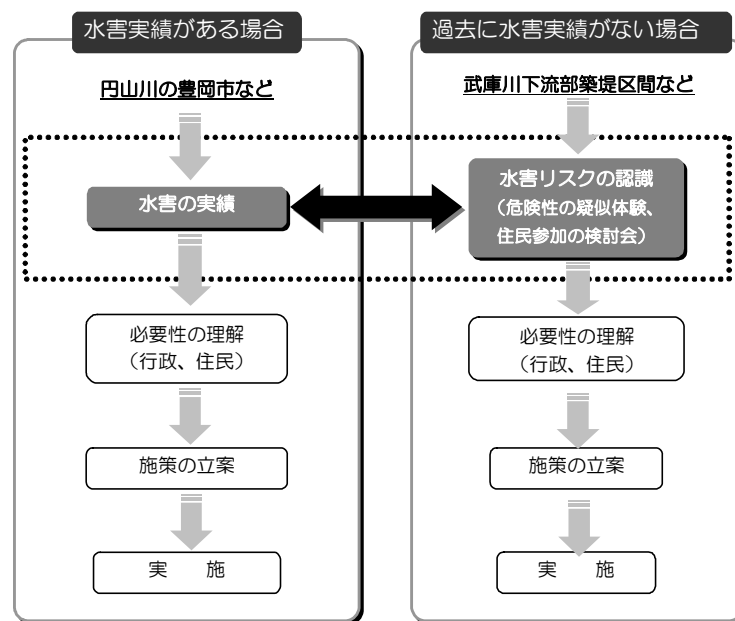 水害実績がある場合
円山川の豊岡市など
水害の実績
必要性の理解
（行政、住民）
施策の立案
実　施
過去に水害実績がない場合
武庫川下流部築堤区間など
水害リスクの認識
（危険性の疑似体験、
住民参加の検討会）
必要性の理解
（行政、住民）
施策の立案
実　施